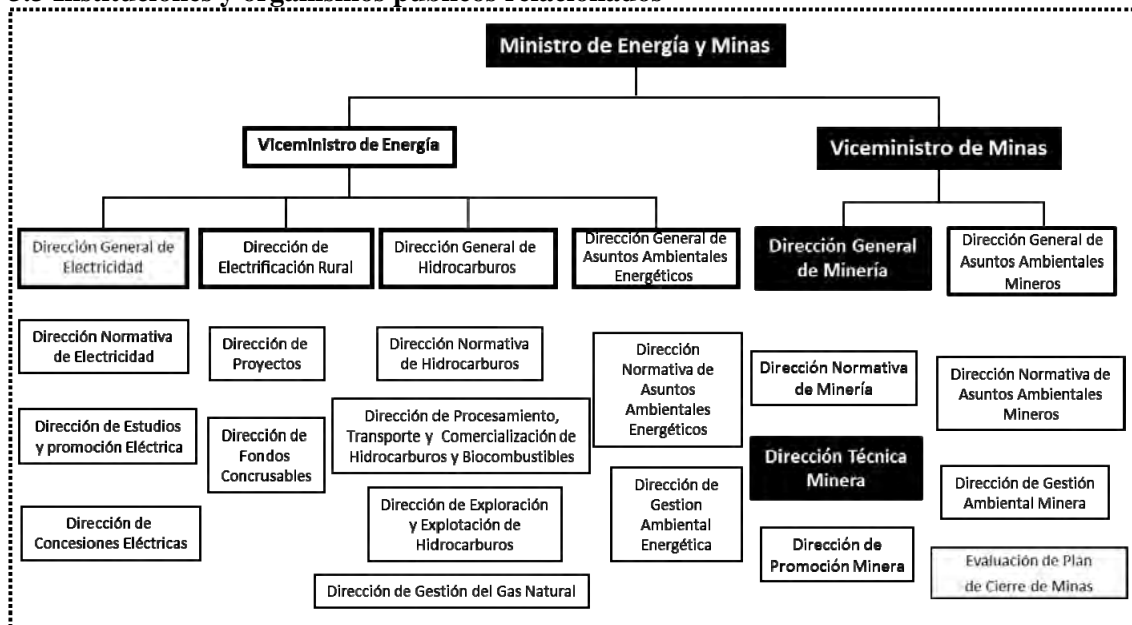 Ministro de Energía y Minas
Viceministro de Energía
Viceministro de Minas
Dirección General de
Electricidad
Dirección de
Electrificación Rural
Dirección General de
Hidrocarburos
Dirección General de
Asuntos Ambientales
Energéticos
Dirección General
de Minería
Dirección General de
Asuntos Ambientales
Mineros
Dirección Normativa
de Electricidad
Dirección de Estudios
y promoción Eléctrica
Dirección de
Concesiones Eléctricas
Dirección de
Proyectos
Dirección de
Fondos
Concrusables
Dirección Normativa
de Hidrocarburos
Dirección de Procesamiento,
Transporte y Comercialización de
Hidrocarburos y Biocombustibles
Dirección de Exploración
y Explotación de
Hidrocarburos
Dirección de Gestión del Gas Natural
Dirección
Normativa de
Asuntos
Ambientales
Energéticos
Dirección de
Gestion
Ambiental
Energética
Dirección Normativa
de Minería
Dirección Técnica
Minera
Dirección de
Promoción Minera
Dirección Normativa de
Asuntos Ambientales
Mineros
Dirección de Gestión
Ambiental Minera
Evaluación de Plan
de Cierre de Minas